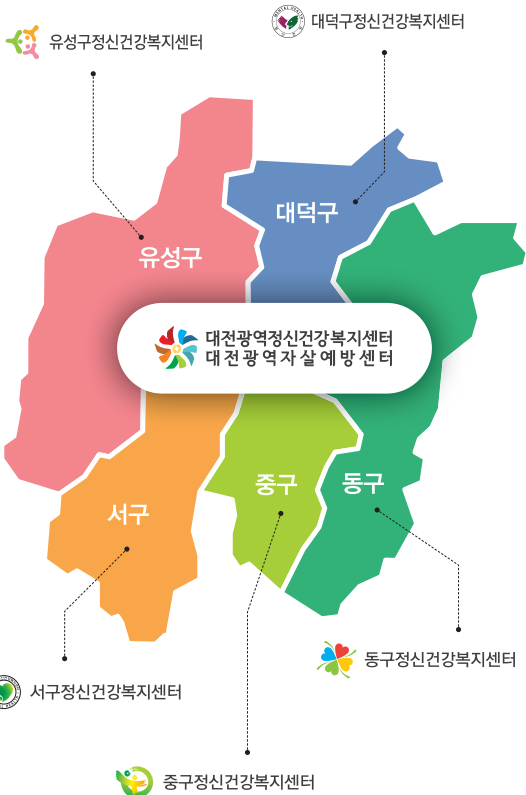 대덕구정신건강복지센터
유성구정신건강복지센터
대덕구
유성구
대전광역정신건강복지센터
대전광역자살예방센터
중구
동구
서구
동구정신건강복지센터
서구정신건강복지센터
중구정신건강복지센터